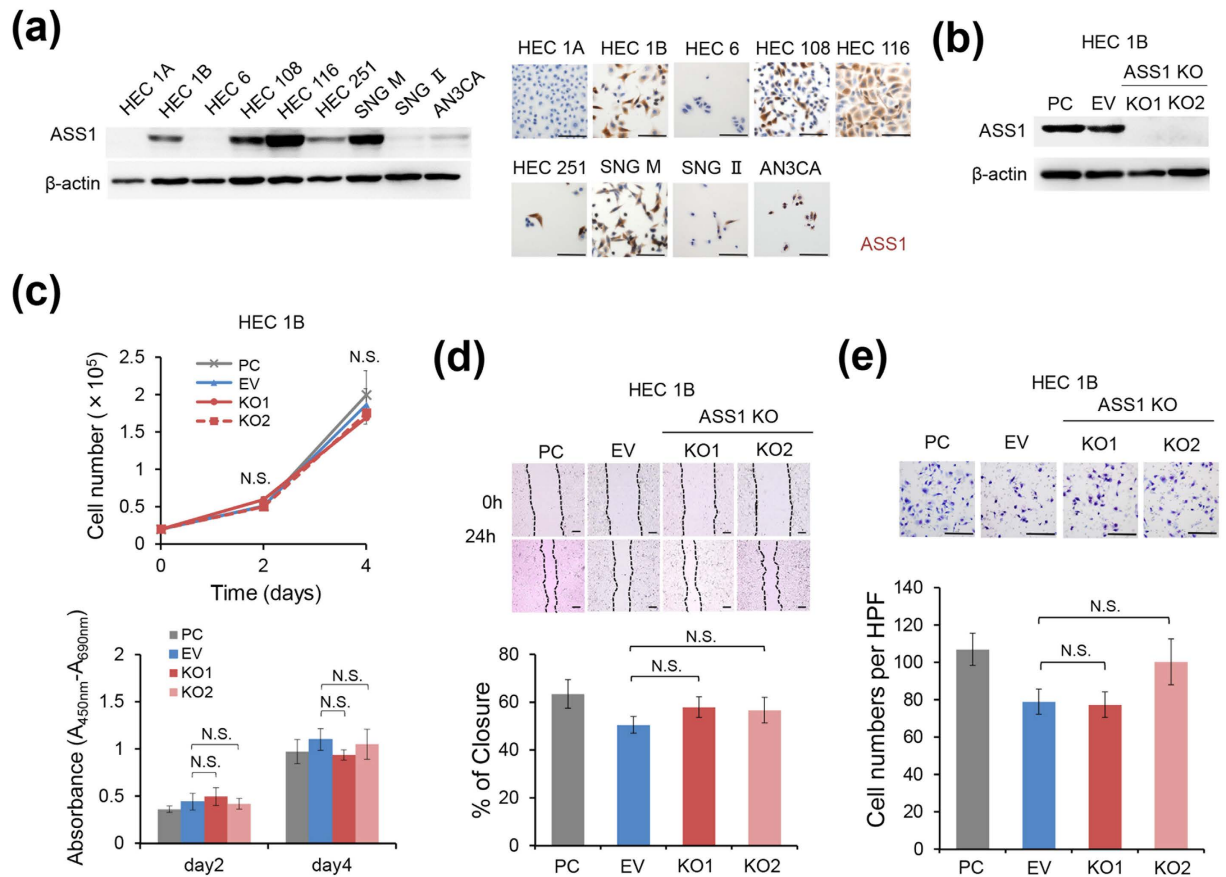 (a)
HEC 1A
HEC 1B
HEC 6
HEC 108
HEC 116
HEC 251
SNG M
SNG Ⅱ
AN3CA
ASS1
β-actin
HEC 1A HEC 1B HEC 6 HEC 108 HEC 116
HEC 251 SNG M SNG Ⅱ AN3CA
ASS1
(b)
HEC 1B
ASS1 KO
PC EV KO1 KO2
ASS1
β-actin
(c)
HEC 1B
Cell number ( × 10⁵)
2.5
2
1.5
1
0.5
0
PC
EV
KO1
KO2
N.S.
N.S.
0 2 4
Time (days)
Absorbance (A450nm-A690nm)
2
1.5
1
0.5
0
PC
EV
KO1
KO2
N.S.
N.S.
N.S.
N.S.
day2 day4
(d)
HEC 1B
ASS1 KO
PC EV KO1 KO2
0h
24h
% of Closure
80
60
40
20
0
N.S.
N.S.
PC EV KO1 KO2
(e)
HEC 1B
ASS1 KO
PC EV KO1 KO2
Cell numbers per HPF
140
120
100
80
60
40
20
0
N.S.
N.S.
PC EV KO1 KO2